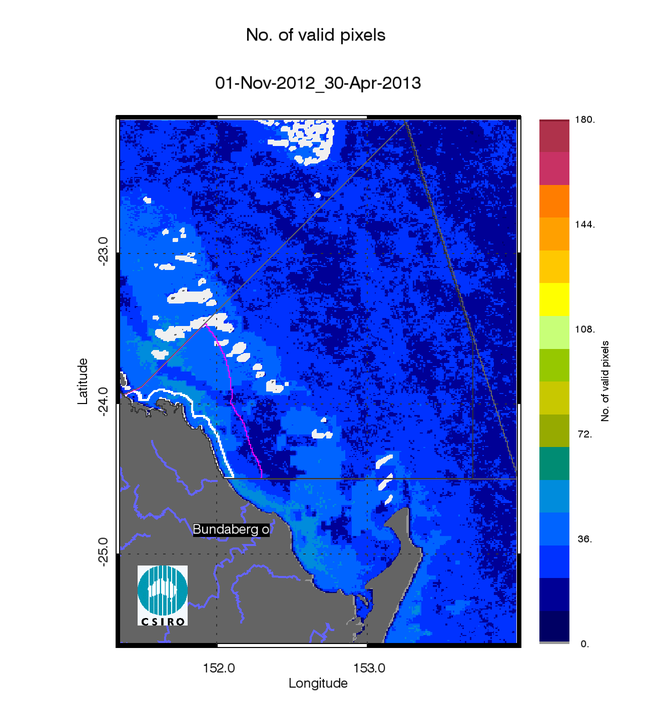 No. of valid pixels
01-Nov-2012_30-Apr-2013
180.
144.
108.
72.
36.
0.
No. of valid pixels
-23.0
-24.0
-25.0
Latitude
Bundaberg o
CSIRO
152.0 153.0
Longitude